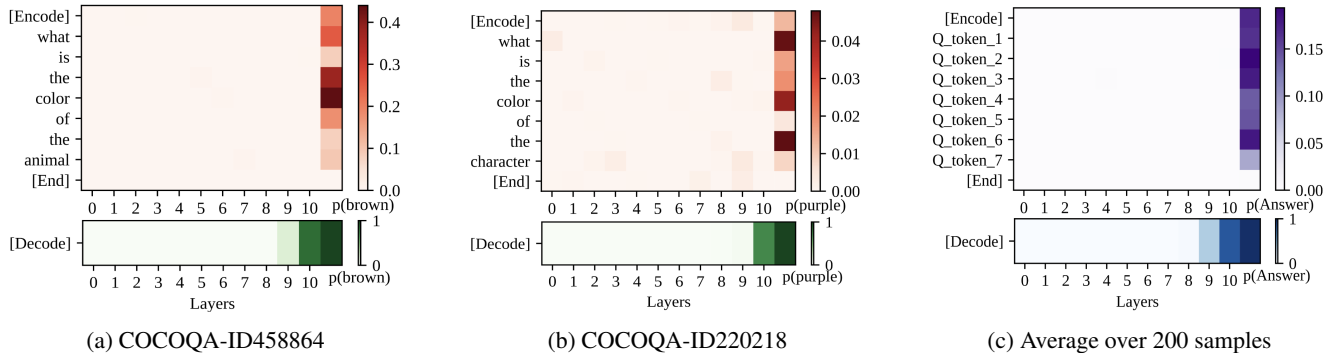 [Encode]
what
is
the
color
of
the
animal
[End]
0 1 2 3 4 5 6 7 8 9 10
0.4
0.3
0.2
0.1
0.0
p(brown)
[Decode]
0 1 2 3 4 5 6 7 8 9 10
1
0
p(brown)
Layers
(a) COCOQA-ID458864
[Encode]
what
is
the
color
of
the
character
[End]
0 1 2 3 4 5 6 7 8 9 10
0.04
0.03
0.02
0.01
0.00
p(purple)
[Decode]
0 1 2 3 4 5 6 7 8 9 10
1
0
p(purple)
Layers
(b) COCOQA-ID220218
[Encode]
Q_token_1
Q_token_2
Q_token_3
Q_token_4
Q_token_5
Q_token_6
Q_token_7
[End]
0 1 2 3 4 5 6 7 8 9 10
0.15
0.10
0.05
0.00
p(Answer)
[Decode]
0 1 2 3 4 5 6 7 8 9 10
1
0
p(Answer)
Layers
(c) Average over 200 samples